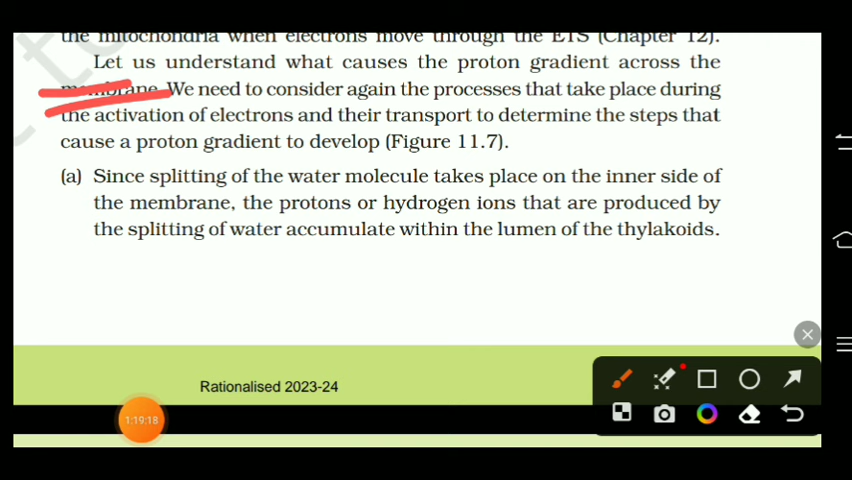 the mitochondria when electrons move through the ETS (Chapter 12).
Let us understand what causes the proton gradient across the
membrane. We need to consider again the processes that take place during
the activation of electrons and their transport to determine the steps that
cause a proton gradient to develop (Figure 11.7).
(a) Since splitting of the water molecule takes place on the inner side of
the membrane, the protons or hydrogen ions that are produced by
the splitting of water accumulate within the lumen of the thylakoids.
Rationalised 2023-24
1:19:18